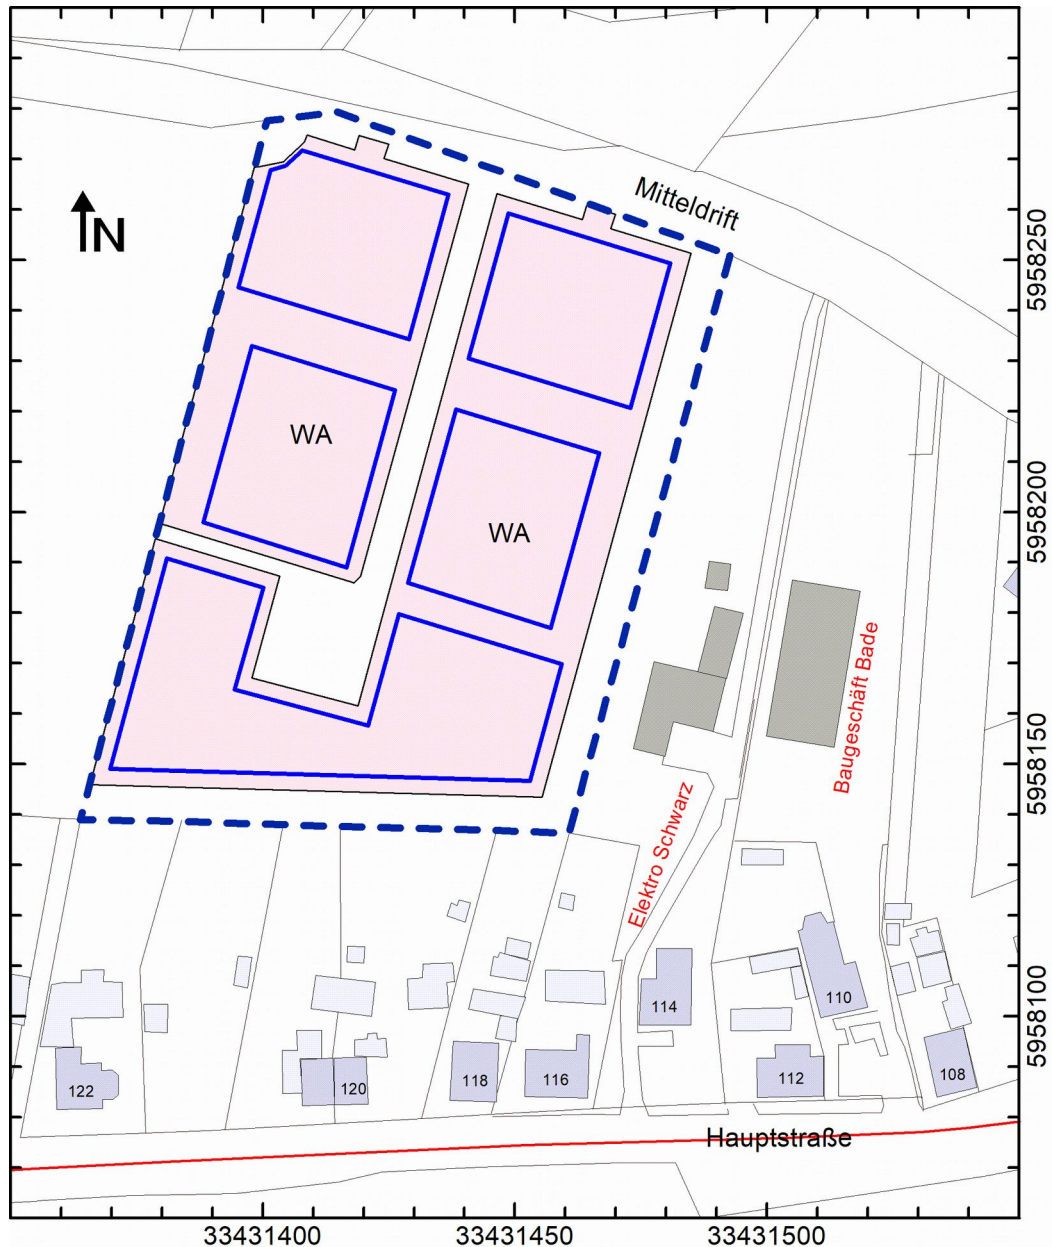 Mitteldrift
N
5958250
WA
5958200
WA
Baugeschäft Bade
5958150
Elektro Schwarz
5958100
114
110
122
120
118
116
112
108
Hauptstraße
33431400
33431450
33431500